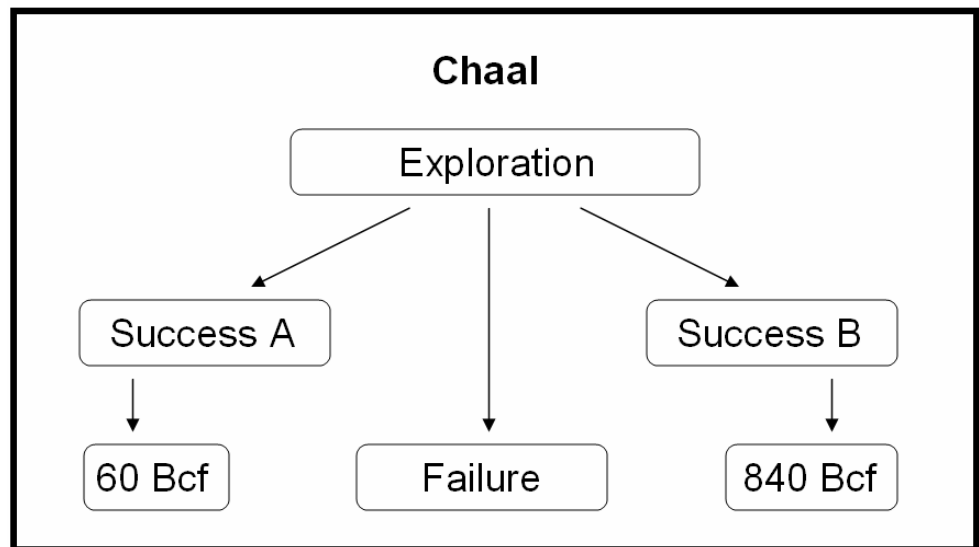 Chaal
Exploration
Success A
Success B
60 Bcf
Failure
840 Bcf